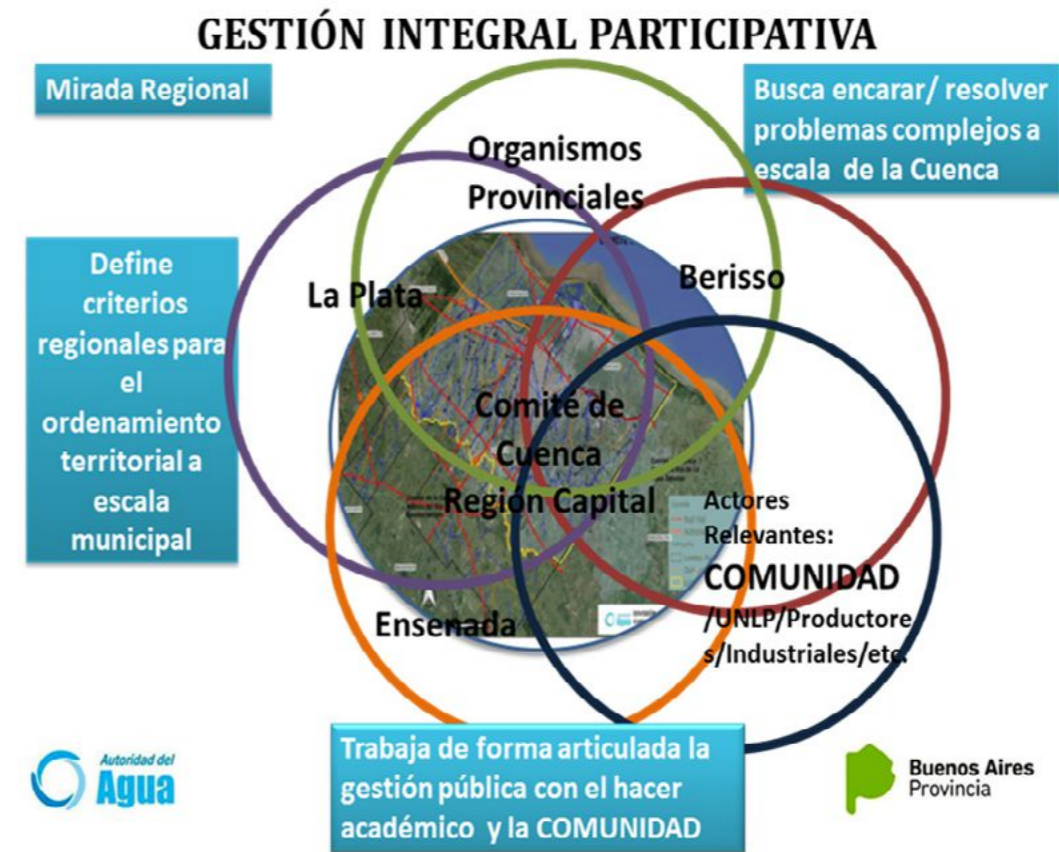 GESTIÓN INTEGRAL PARTICIPATIVA
Mirada Regional
Busca encarar/ resolver
problemas complejos a
escala de la Cuenca
Organismos
Provinciales
Define
criterios
regionales para
el
ordenamiento
territorial a
escala
municipal
La Plata
Berisso
Comité de
Cuenca
Región Capital
Actores
Relevantes:
COMUNIDAD
/UNLP/Productore
s/Industriales/etc.
Ensenada
Trabaja de forma articulada la
gestión pública con el hacer
académico y la COMUNIDAD
Autoridad del
Agua
Buenos Aires
Provincia